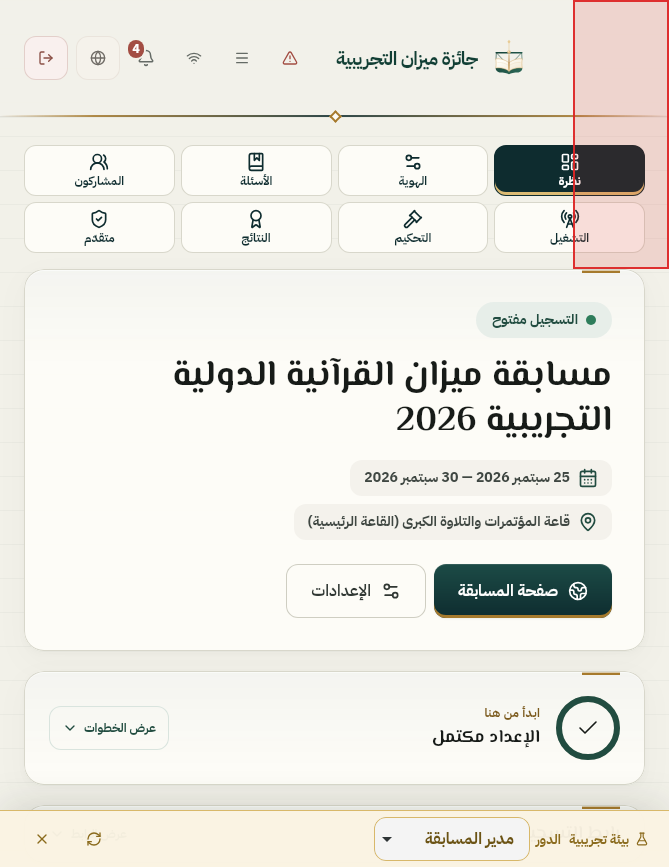 جائزة ميزان التجريبية
4
نظرة
الهوية
الأسئلة
المشاركون
التشغيل
التحكيم
النتائج
متقدّم
التسجيل مفتوح
مسابقة ميزان القرآنية الدولية
التجريبية 2026
25 سبتمبر 2026 — 30 سبتمبر 2026
قاعة المؤتمرات والتلاوة الكبرى (القاعة الرئيسية)
صفحة المسابقة
الإعدادات
ابدأ من هنا
الإعداد مكتمل
عرض الخطوات
بيئة تجريبية
الدور
مدير المسابقة